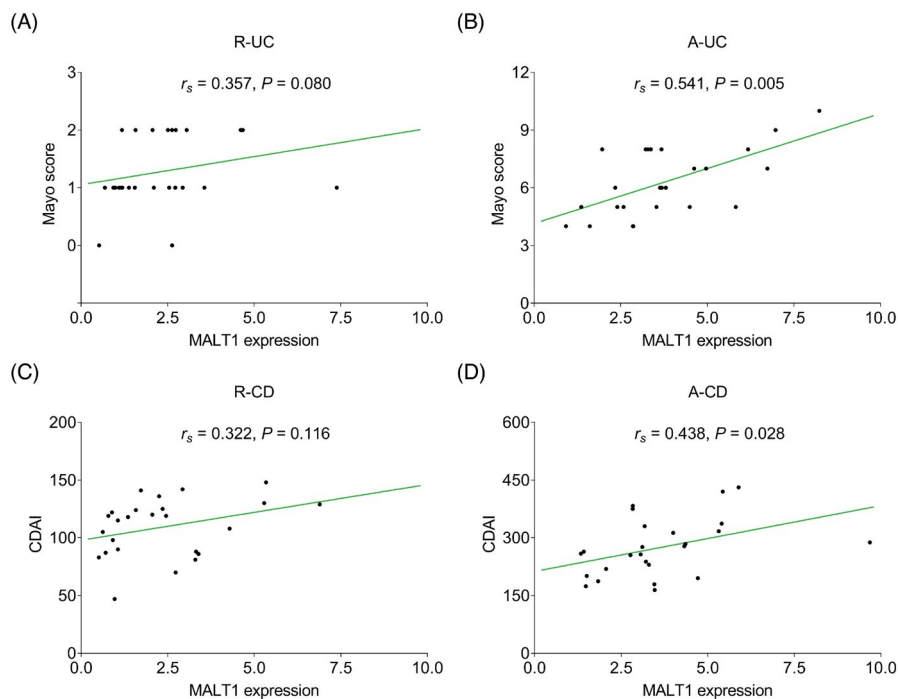 (A)
R-UC
r_s = 0.357, P = 0.080
Mayo score
3
2
1
0
0.0 2.5 5.0 7.5 10.0
MALT1 expression
(B)
A-UC
r_s = 0.541, P = 0.005
Mayo score
12
9
6
3
0
0.0 2.5 5.0 7.5 10.0
MALT1 expression
(C)
R-CD
r_s = 0.322, P = 0.116
CDAI
200
150
100
50
0
0.0 2.5 5.0 7.5 10.0
MALT1 expression
(D)
A-CD
r_s = 0.438, P = 0.028
CDAI
600
450
300
150
0
0.0 2.5 5.0 7.5 10.0
MALT1 expression